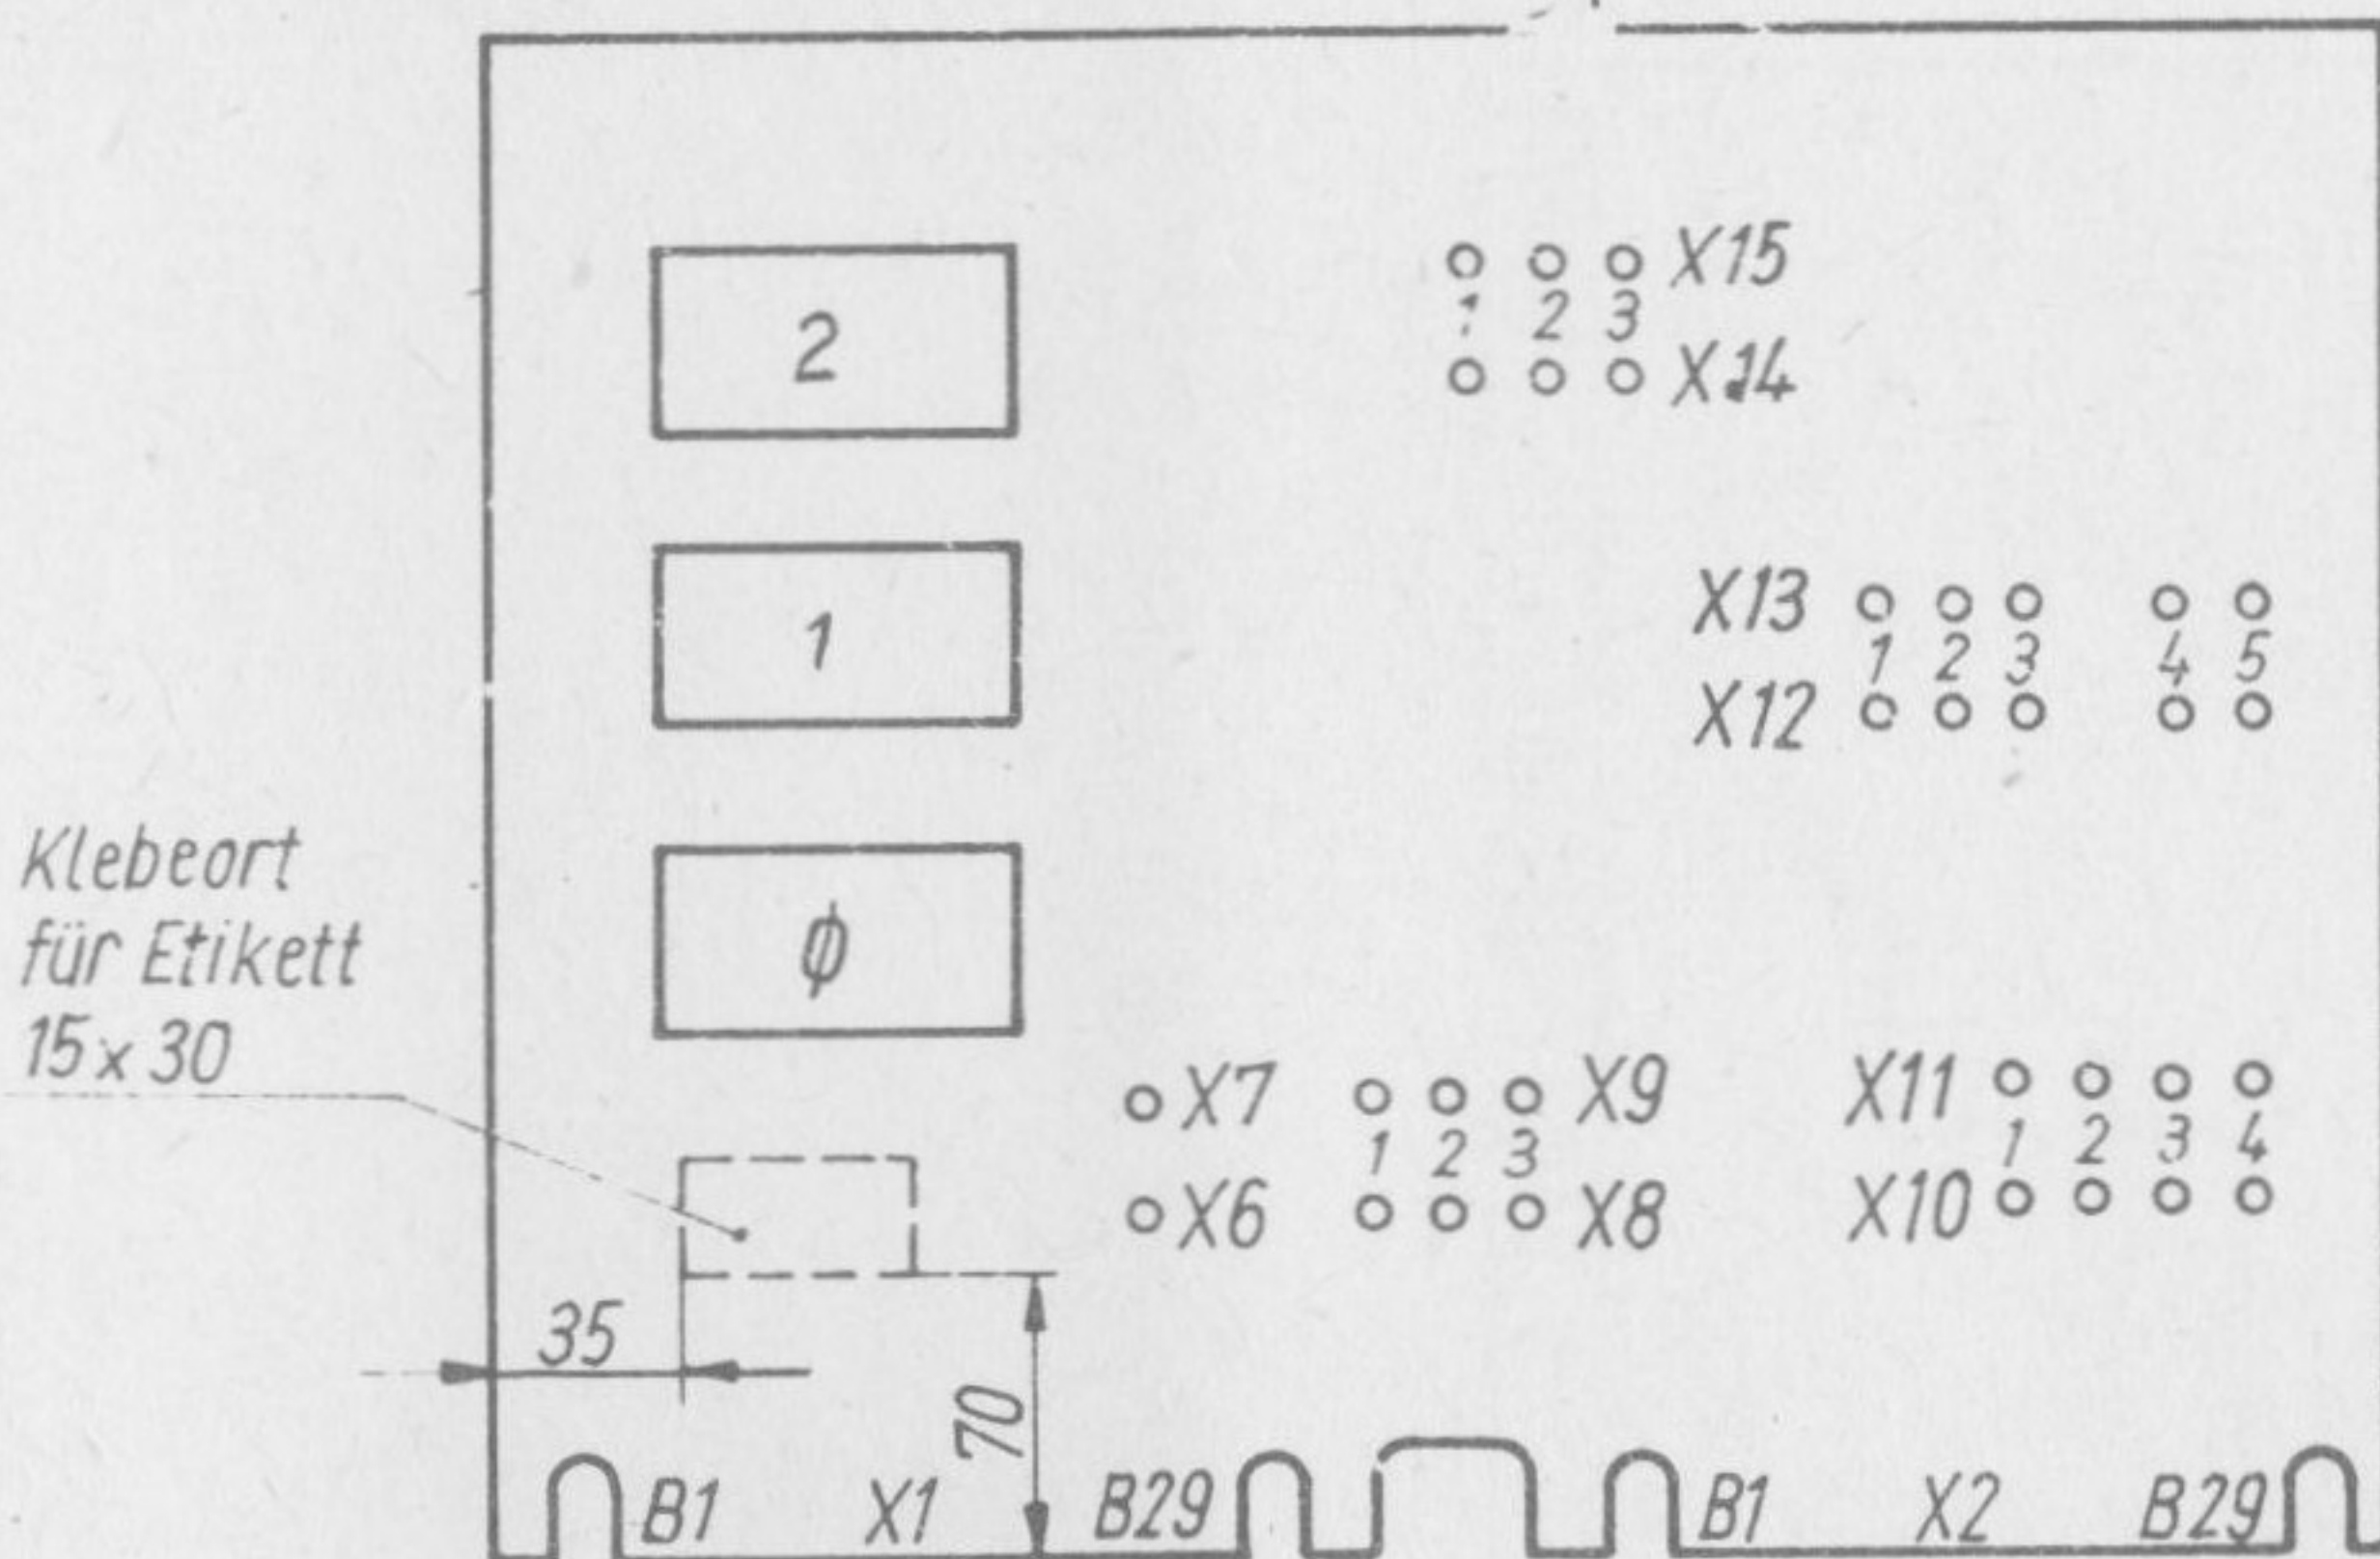 X15
1 2 3
X14
2
X13
1 2 3 4 5
X12
1
Klebeort
für Etikett
15x30
Ø
X7 X9 X11
1 2 3 1 2 3 4
X6 X8 X10
35
70
B1 X1 B29 B1 X2 B29